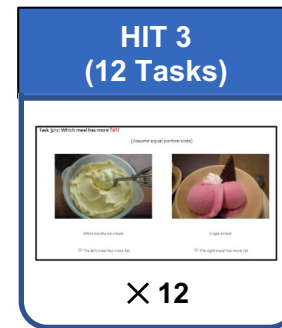 HIT 3
(12 Tasks)
Which meal has more fat?
(Assume equal portion sizes)
The left meal has more fat
The right meal has more fat
× 12